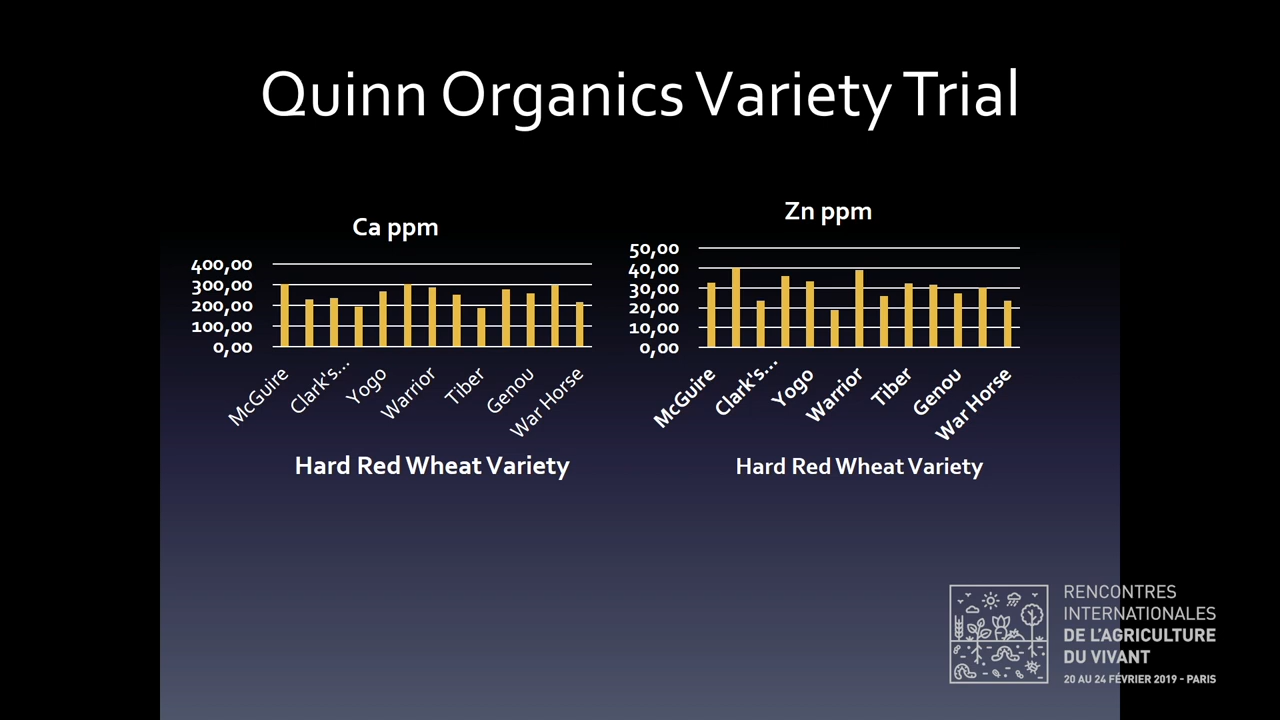 Quinn Organics Variety Trial
Ca ppm
400,00
300,00
200,00
100,00
0,00
McGuire
Clark's...
Yogo
Warrior
Tiber
Genou
War Horse
Hard Red Wheat Variety
Zn ppm
50,00
40,00
30,00
20,00
10,00
0,00
McGuire
Clark's...
Yogo
Warrior
Tiber
Genou
War Horse
Hard Red Wheat Variety
RENCONTRES
INTERNATIONALES
DE L'AGRICULTURE
DU VIVANT
20 AU 24 FÉVRIER 2019 - PARIS